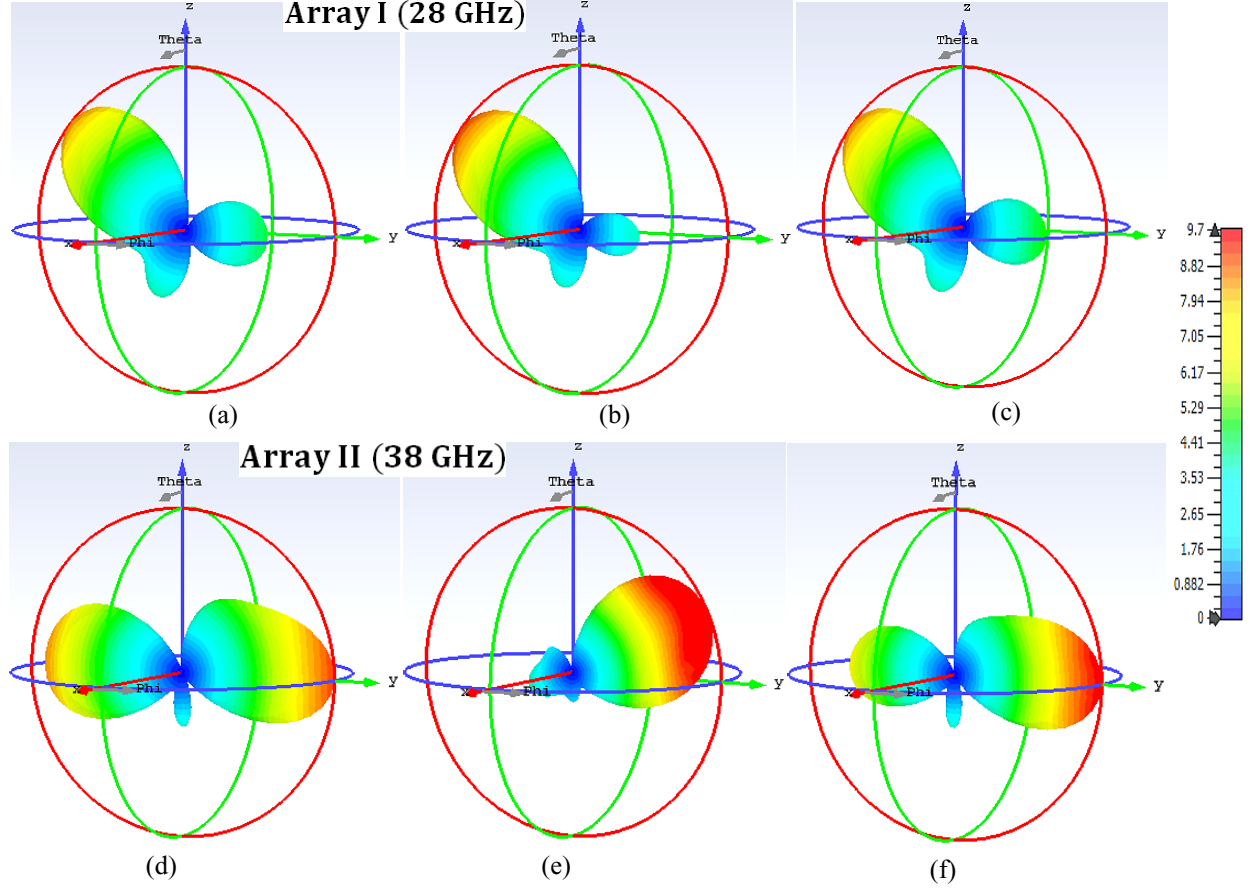 Array I (28 GHz)
z
Theta
x
Phi
y
(a)
z
Theta
x
Phi
y
(b)
z
Theta
x
Phi
y
(c)
9.7
8.82
7.94
7.05
6.17
5.29
4.41
3.53
2.65
1.76
0.882
0
Array II (38 GHz)
z
Theta
x
Phi
y
(d)
z
Theta
x
Phi
y
(e)
z
Theta
x
Phi
y
(f)